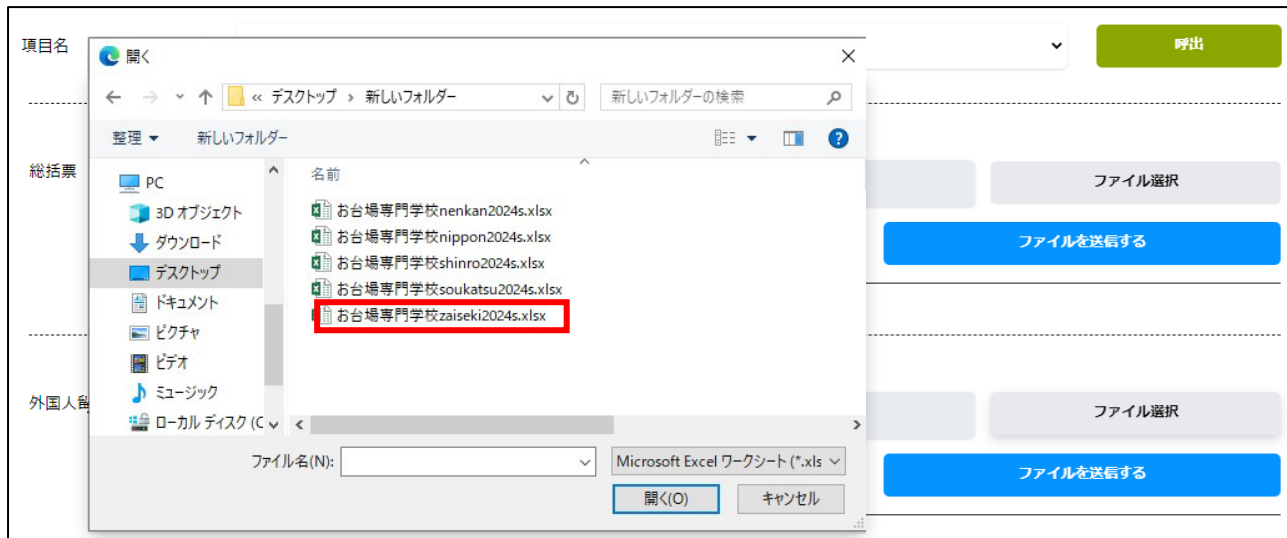 項目名
呼出
開く
« デスクトップ › 新しいフォルダー
新しいフォルダーの検索
整理
新しいフォルダー
総括票
ファイル選択
ファイルを送信する
PC
3D オブジェクト
ダウンロード
デスクトップ
ドキュメント
ピクチャ
ビデオ
ミュージック
ローカル ディスク (C
名前
お台場専門学校nenkan2024s.xlsx
お台場専門学校nippon2024s.xlsx
お台場専門学校shinro2024s.xlsx
お台場専門学校soukatsu2024s.xlsx
お台場専門学校zaiseki2024s.xlsx
外国人留
ファイル選択
ファイルを送信する
ファイル名(N):
Microsoft Excel ワークシート (*.xls
開く(O)
キャンセル